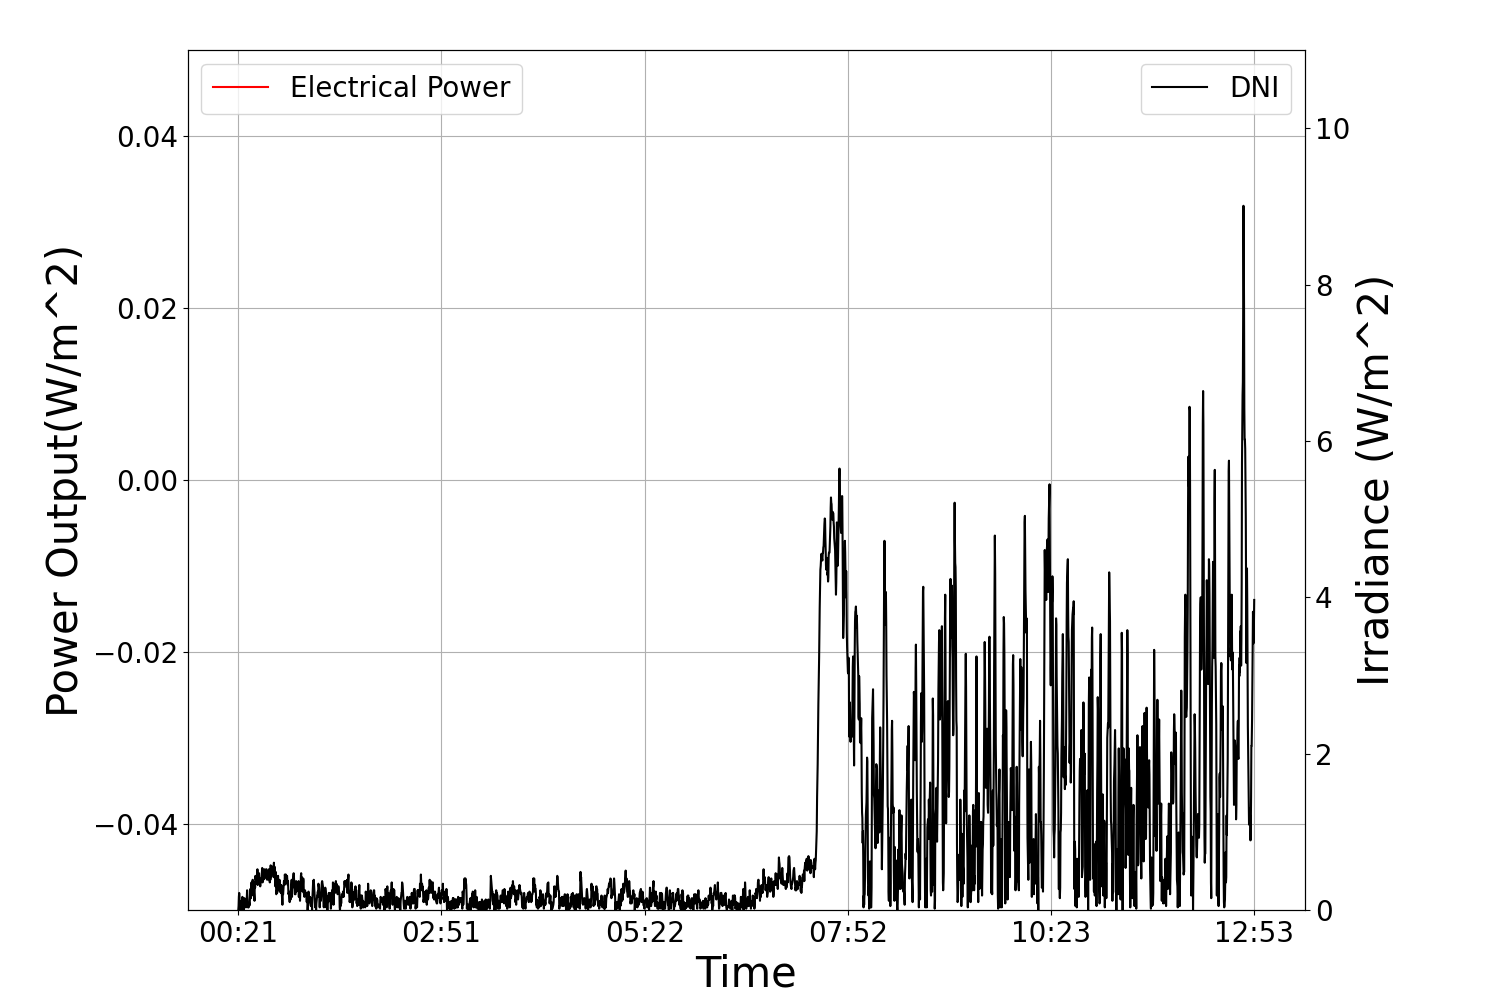 Electrical Power
DNI
0.04
0.02
0.00
−0.02
−0.04
10
8
6
4
2
0
Power Output(W/m^2)
Irradiance (W/m^2)
00:21 02:51 05:22 07:52 10:23 12:53
Time